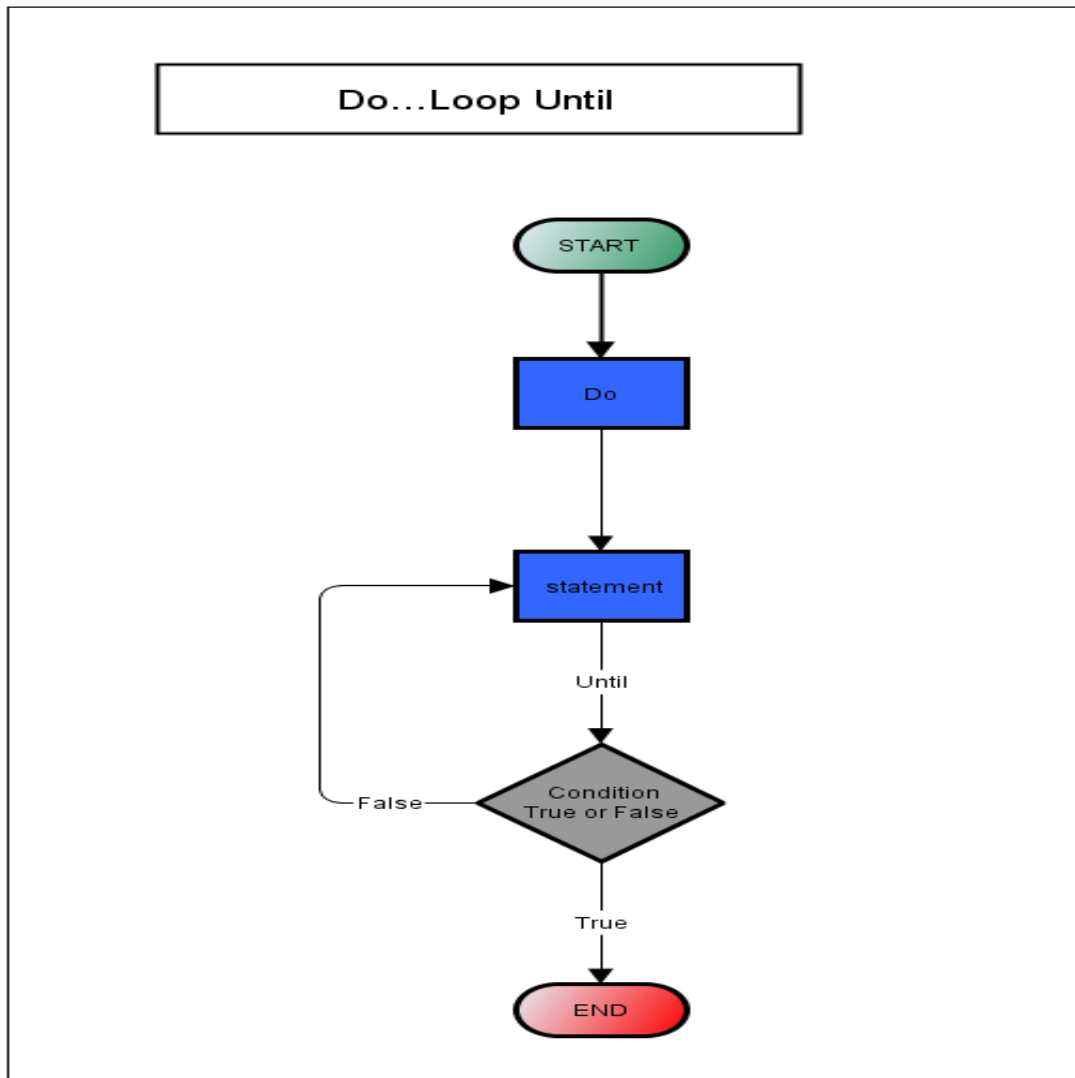 Do...Loop Until
START
Do
statement
Until
Condition
True or False
False
True
END